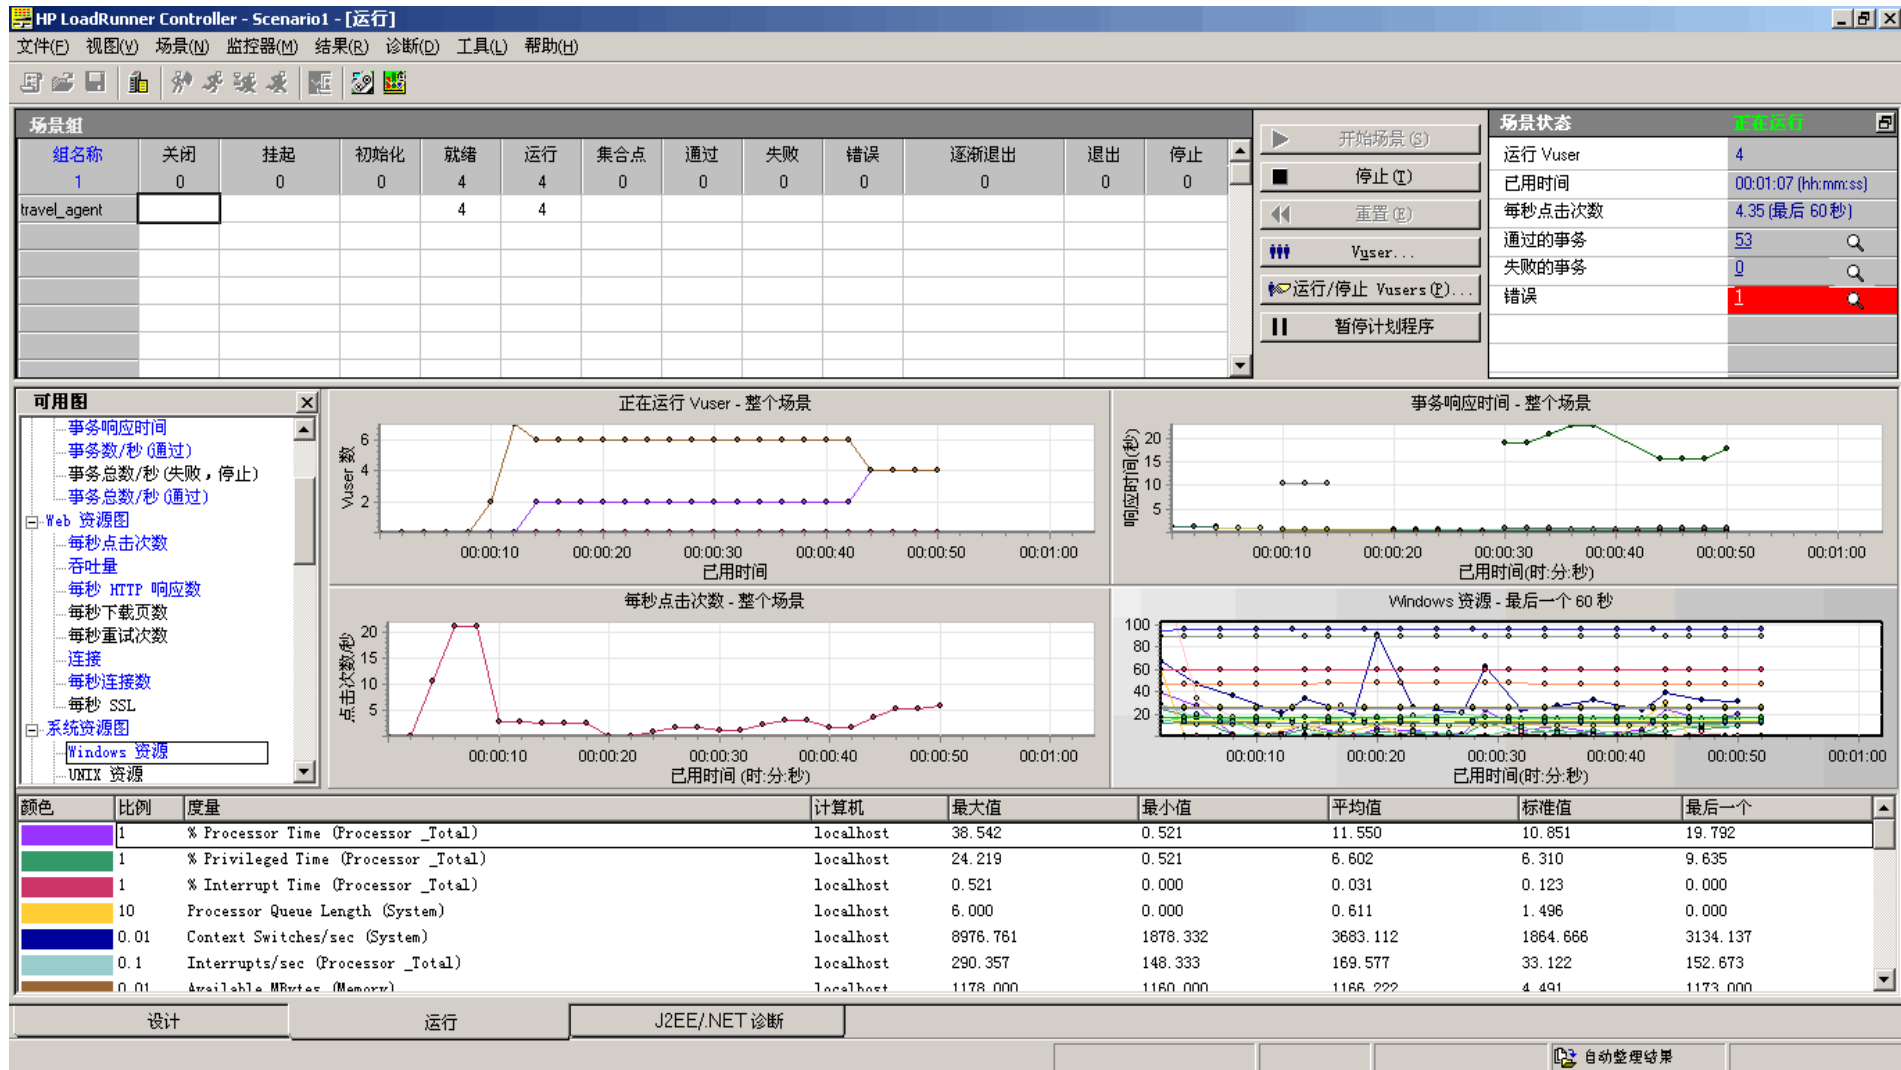 HP LoadRunner Controller - Scenario1 - [运行]
文件(F) 视图(V) 场景(N) 监控器(M) 结果(R) 诊断(D) 工具(L) 帮助(H)
场景组
组名称 关闭 挂起 初始化 就绪 运行 集合点 通过 失败 错误 逐渐退出 退出 停止
1 0 0 0 4 4 0 0 0 0 0 0 0
travel_agent 4 4
开始场景(S)
停止(T)
重置(E)
Vuser...
运行/停止 Vusers(P)...
暂停计划程序
场景状态 正在运行
运行 Vuser 4
已用时间 00:01:07 (hh:mm:ss)
每秒点击次数 4.35 (最后 60 秒)
通过的事务 53
失败的事务 0
错误 1
可用图
事务响应时间
事务数/秒(通过)
事务总数/秒(失败，停止)
事务总数/秒(通过)
Web 资源图
每秒点击次数
吞吐量
每秒 HTTP 响应数
每秒下载页数
每秒重试次数
连接
每秒连接数
每秒 SSL
系统资源图
Windows 资源
UNIX 资源
正在运行 Vuser - 整个场景
Vuser 数
6
4
2
00:00:10 00:00:20 00:00:30 00:00:40 00:00:50 00:01:00
已用时间
事务响应时间 - 整个场景
响应时间(秒)
20
15
10
5
00:00:10 00:00:20 00:00:30 00:00:40 00:00:50 00:01:00
已用时间(时:分:秒)
每秒点击次数 - 整个场景
点击次数/秒
20
15
10
5
00:00:10 00:00:20 00:00:30 00:00:40 00:00:50 00:01:00
已用时间 (时:分:秒)
Windows 资源 - 最后一个 60 秒
100
80
60
40
20
00:00:10 00:00:20 00:00:30 00:00:40 00:00:50 00:01:00
已用时间(时:分:秒)
颜色 比例 度量 计算机 最大值 最小值 平均值 标准值 最后一个
1 % Processor Time (Processor _Total) localhost 38.542 0.521 11.550 10.851 19.792
1 % Privileged Time (Processor _Total) localhost 24.219 0.521 6.602 6.310 9.635
1 % Interrupt Time (Processor _Total) localhost 0.521 0.000 0.031 0.123 0.000
10 Processor Queue Length (System) localhost 6.000 0.000 0.611 1.496 0.000
0.01 Context Switches/sec (System) localhost 8976.761 1878.332 3683.112 1864.666 3134.137
0.1 Interrupts/sec (Processor _Total) localhost 290.357 148.333 169.577 33.122 152.673
0.01 Available MBytes (Memory) localhost 1178.000 1160.000 1166.222 4.491 1173.000
设计 运行 J2EE/.NET 诊断
自动整理结果